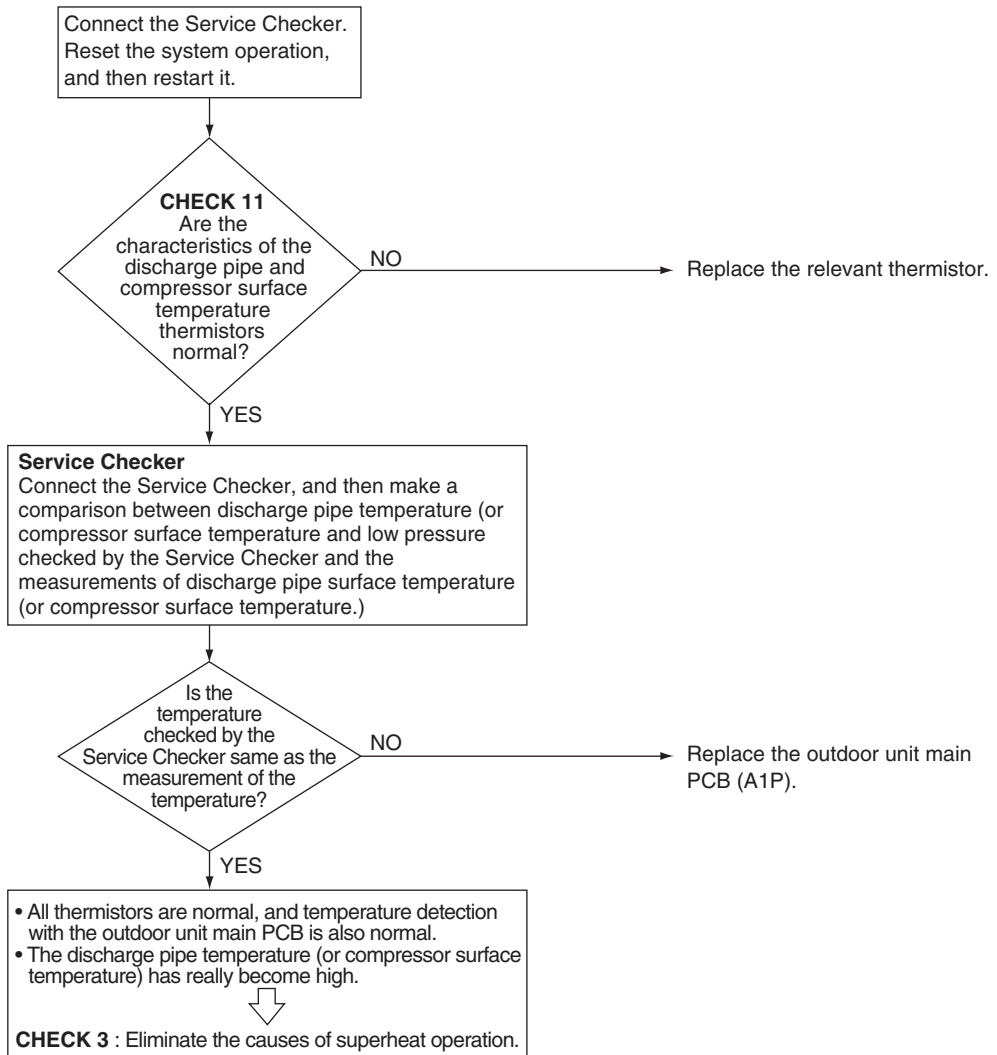 Connect the Service Checker.
Reset the system operation,
and then restart it.
CHECK 11
Are the
characteristics of the
discharge pipe and
compressor surface
temperature
thermistors
normal?
NO
Replace the relevant thermistor.
YES
Service Checker
Connect the Service Checker, and then make a
comparison between discharge pipe temperature (or
compressor surface temperature and low pressure
checked by the Service Checker and the
measurements of discharge pipe surface temperature
(or compressor surface temperature.)
Is the
temperature
checked by the
Service Checker same as the
measurement of the
temperature?
NO
Replace the outdoor unit main
PCB (A1P).
YES
• All thermistors are normal, and temperature detection
with the outdoor unit main PCB is also normal.
• The discharge pipe temperature (or compressor surface
temperature) has really become high.
CHECK 3 : Eliminate the causes of superheat operation.